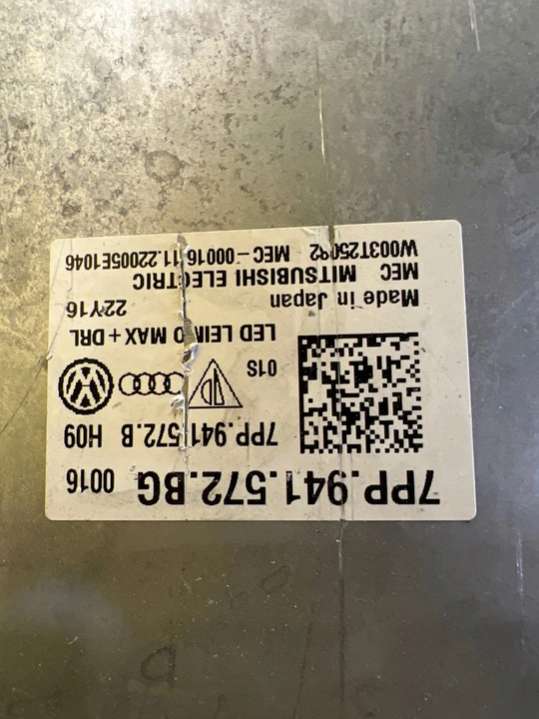 7PP.941.572.BG 0016
7PP.941.572.B H09
01S
LED LEIMO MAX+DRL
Made in Japan 22Y16
MEC MITSUBISHI ELECTRIC
W003T25092 MEC-00016 11.22005E1046